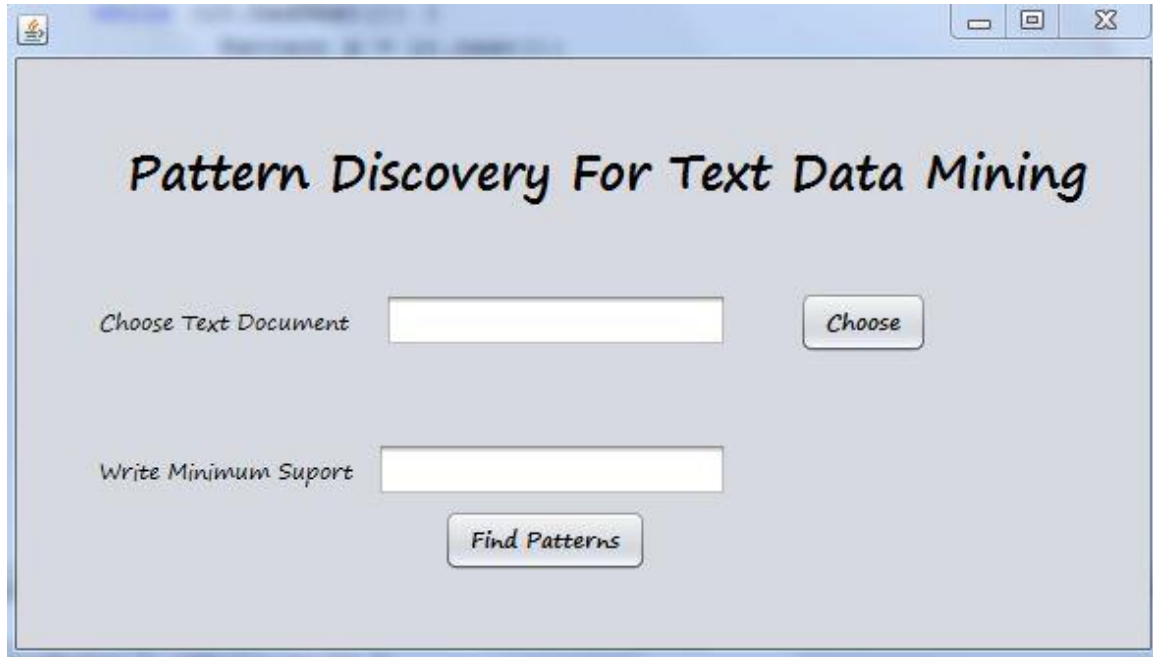 Pattern Discovery For Text Data Mining
Choose Text Document
Choose
Write Minimum Suport
Find Patterns